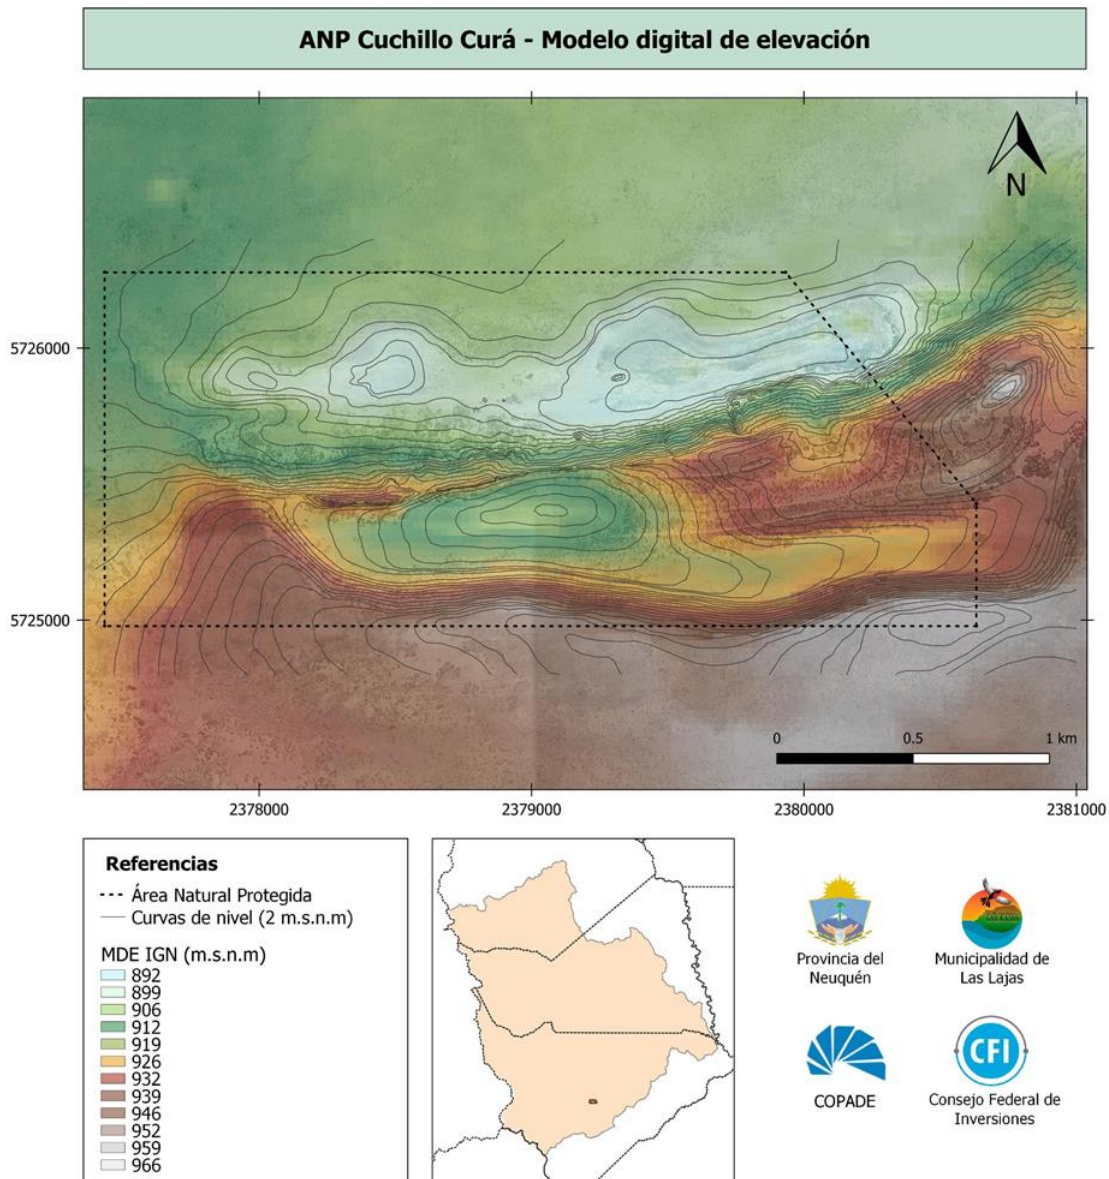 ANP Cuchillo Curá - Modelo digital de elevación
N
5726000
5725000
0 0.5 1 km
2378000 2379000 2380000 2381000
Referencias
Área Natural Protegida
Curvas de nivel (2 m.s.n.m)
MDE IGN (m.s.n.m)
892
899
906
912
919
926
932
939
946
952
959
966
Provincia del
Neuquén
Municipalidad de
Las Lajas
COPADE
CFI
Consejo Federal de
Inversiones